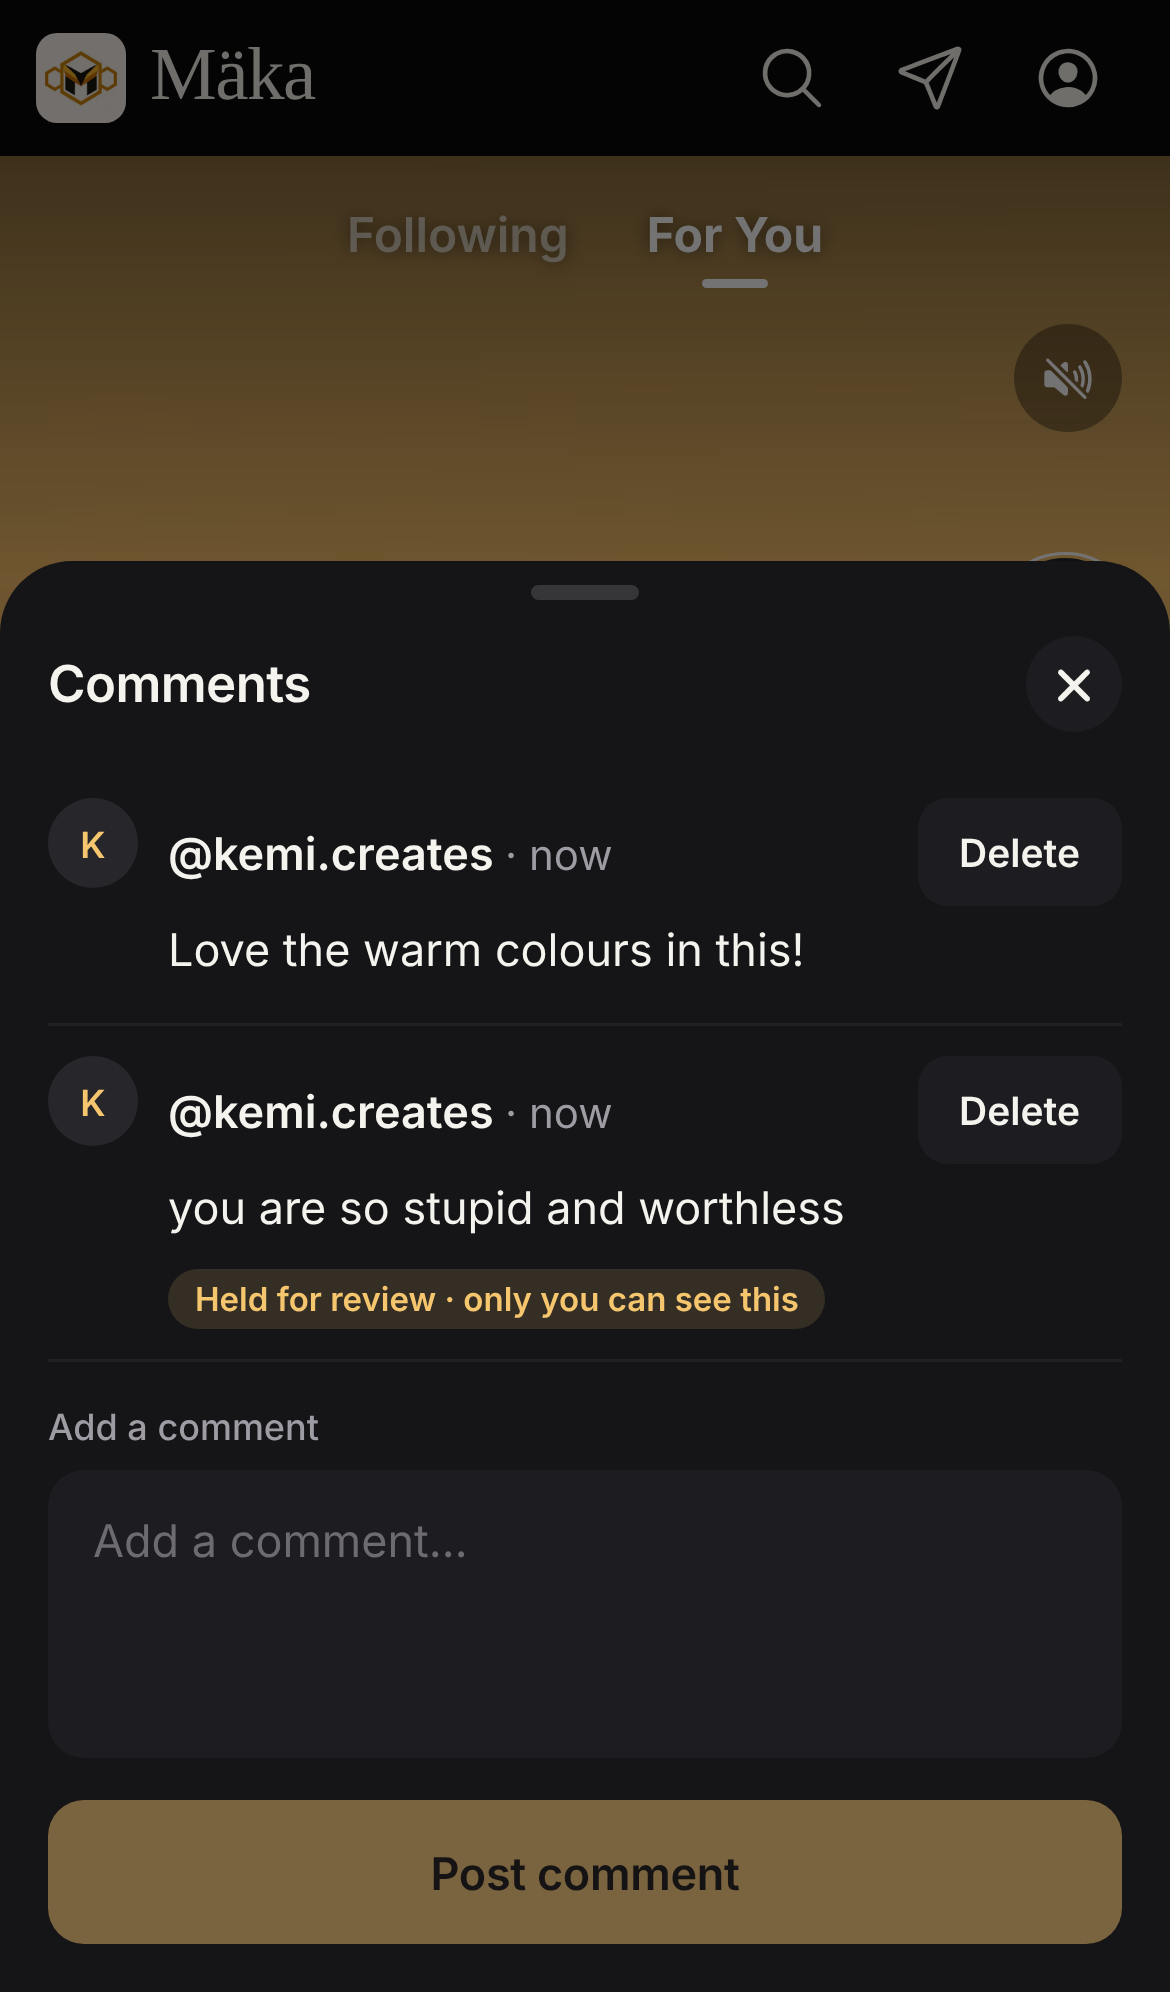 Mäka
Following
For You
Comments
K
@kemi.creates · now
Delete
Love the warm colours in this!
K
@kemi.creates · now
Delete
you are so stupid and worthless
Held for review · only you can see this
Add a comment
Add a comment...
Post comment